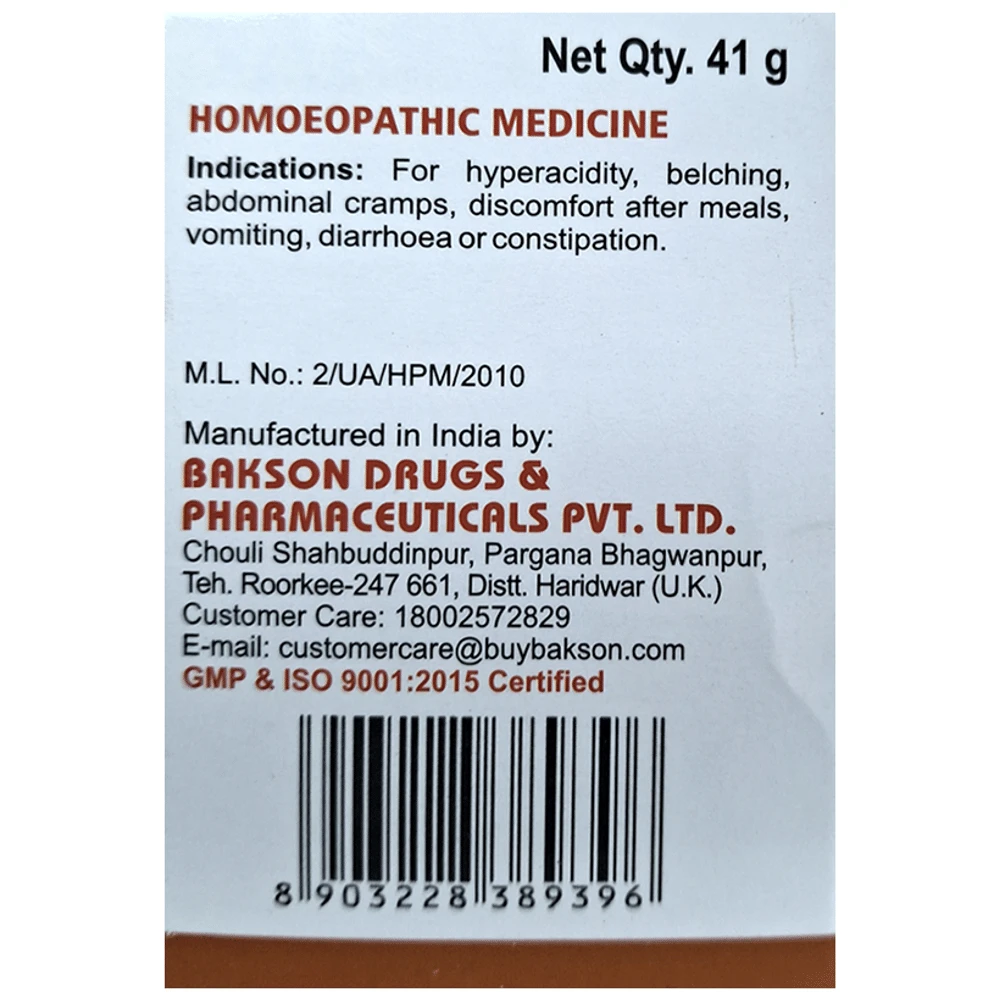 Net Qty. 41 g
HOMOEOPATHIC MEDICINE
Indications: For hyperacidity, belching,
abdominal cramps, discomfort after meals,
vomiting, diarrhoea or constipation.
M.L. No.: 2/UA/HPM/2010
Manufactured in India by:
BAKSON DRUGS &
PHARMACEUTICALS PVT. LTD.
Chouli Shahbuddinpur, Pargana Bhagwanpur,
Teh. Roorkee-247 661, Distt. Haridwar (U.K.)
Customer Care: 18002572829
E-mail: customercare@buybakson.com
GMP & ISO 9001:2015 Certified
8 903228 389396